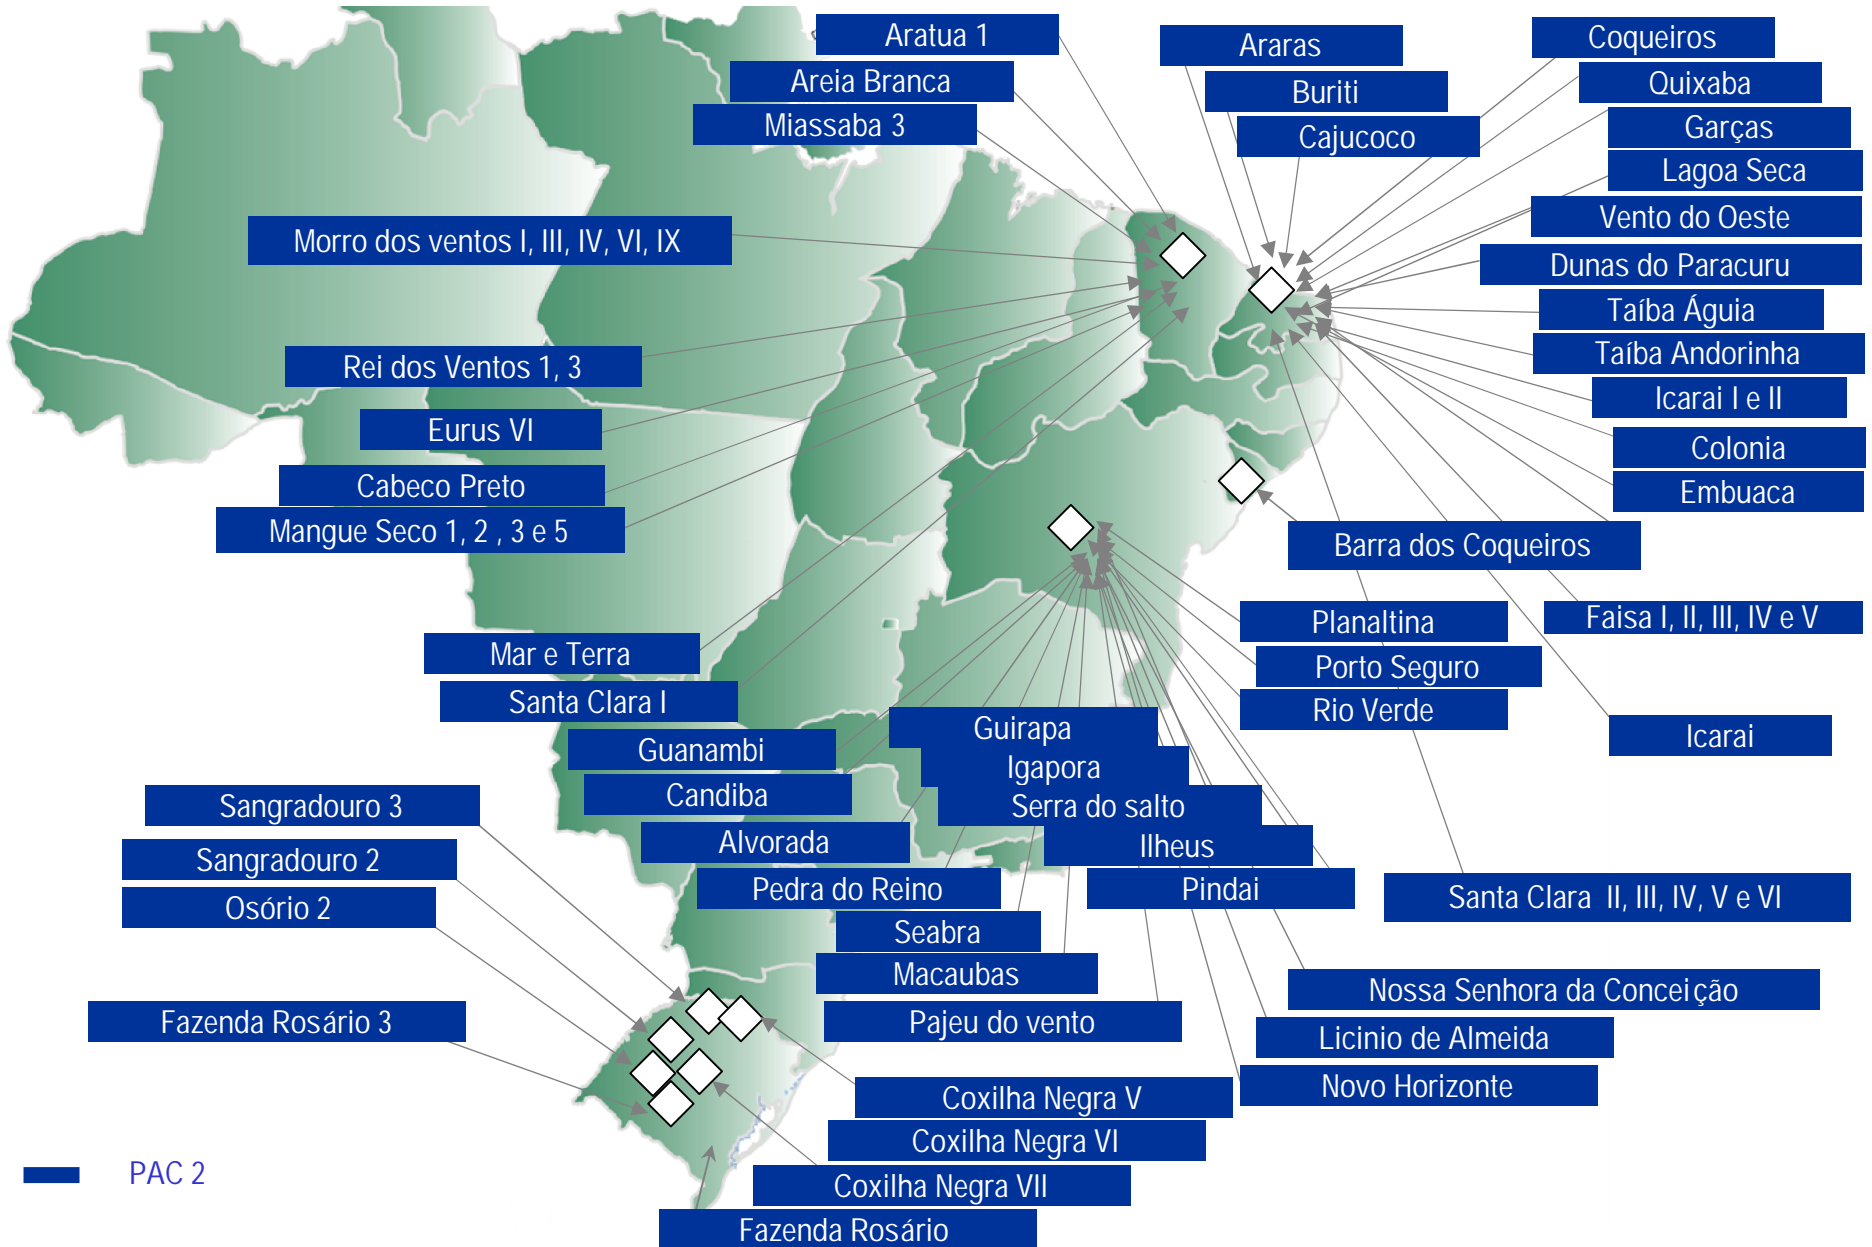 Aratua 1
Areia Branca
Miassaba 3
Araras
Buriti
Cajucoco
Coqueiros
Quixaba
Garças
Lagoa Seca
Vento do Oeste
Dunas do Paracuru
Taíba Águia
Taíba Andorinha
Icarai I e II
Colonia
Embuaca
Morro dos ventos I, III, IV, VI, IX
Rei dos Ventos 1, 3
Eurus VI
Cabeco Preto
Mangue Seco 1, 2 , 3 e 5
Mar e Terra
Santa Clara I
Barra dos Coqueiros
Faisa I, II, III, IV e V
Planaltina
Porto Seguro
Rio Verde
Icarai
Santa Clara II, III, IV, V e VI
Guanambi
Candiba
Alvorada
Pedra do Reino
Seabra
Macaubas
Pajeu do vento
Guirapa
Igapora
Serra do salto
Ilheus
Pindai
Nossa Senhora da Conceição
Licinio de Almeida
Novo Horizonte
Sangradouro 3
Sangradouro 2
Osório 2
Fazenda Rosário 3
Coxilha Negra V
Coxilha Negra VI
Coxilha Negra VII
Fazenda Rosário
PAC 2